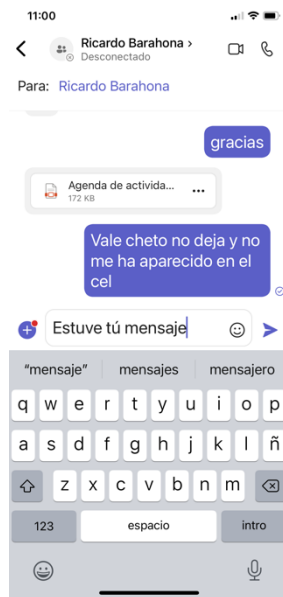 11:00
Ricardo Barahona >
Desconectado
Para: Ricardo Barahona
gracias
Agenda de activida...
172 KB
Vale cheto no deja y no
me ha aparecido en el
cel
Estuve tú mensaje
"mensaje" mensajes mensajero
q w e r t y u i o p
a s d f g h j k l ñ
z x c v b n m
123 espacio intro